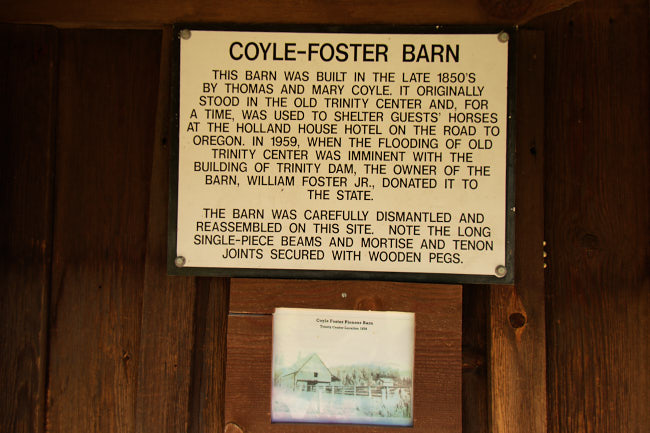 COYLE-FOSTER BARN
THIS BARN WAS BUILT IN THE LATE 1850'S
BY THOMAS AND MARY COYLE. IT ORIGINALLY
STOOD IN THE OLD TRINITY CENTER AND, FOR
A TIME, WAS USED TO SHELTER GUESTS' HORSES
AT THE HOLLAND HOUSE HOTEL ON THE ROAD TO
OREGON. IN 1959, WHEN THE FLOODING OF OLD
TRINITY CENTER WAS IMMINENT WITH THE
BUILDING OF TRINITY DAM, THE OWNER OF THE
BARN, WILLIAM FOSTER JR., DONATED IT TO
THE STATE.
THE BARN WAS CAREFULLY DISMANTLED AND
REASSEMBLED ON THIS SITE. NOTE THE LONG
SINGLE-PIECE BEAMS AND MORTISE AND TENON
JOINTS SECURED WITH WOODEN PEGS.
Coyle Foster Pioneer Barn
Trinity Center Location